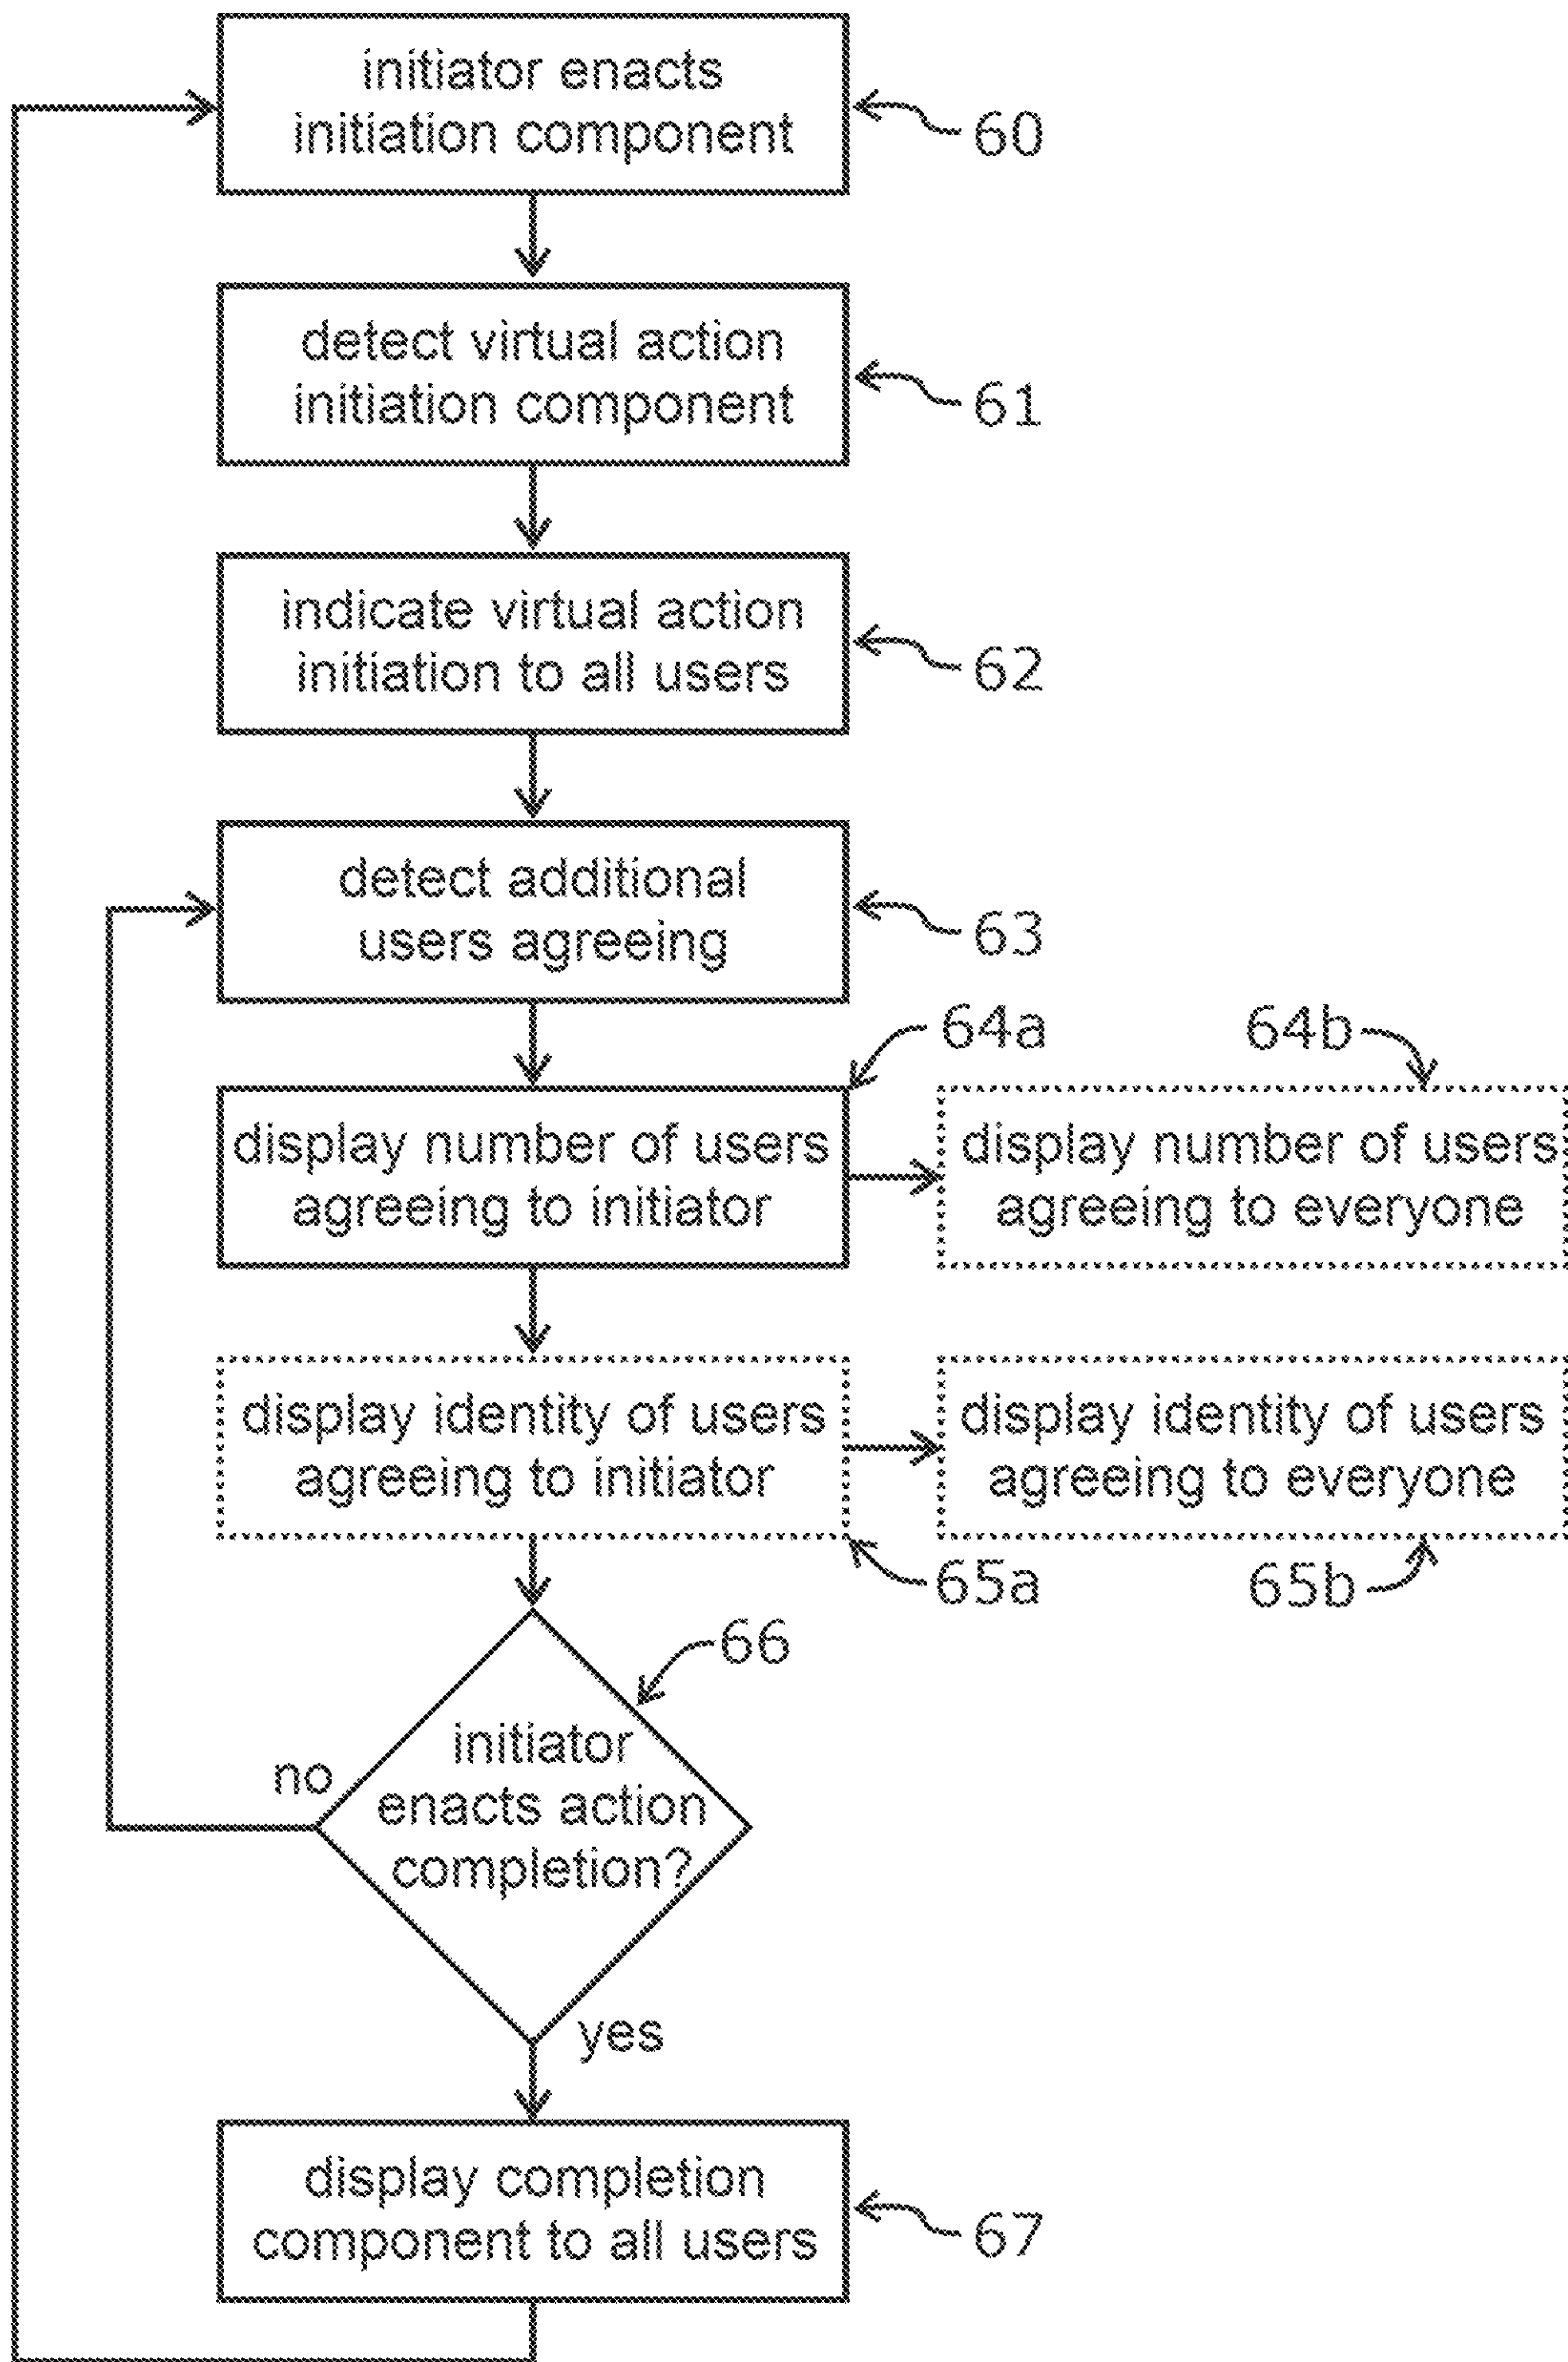 initiator enacts
initiation component
60
detect virtual action
initiation component
61
indicate virtual action
initiation to all users
62
detect additional
users agreeing
63
64a
64b
display number of users
agreeing to initiator
display number of users
agreeing to everyone
display identity of users
agreeing to initiator
display identity of users
agreeing to everyone
65a
65b
66
initiator
enacts action
completion?
no
yes
display completion
component to all users
67